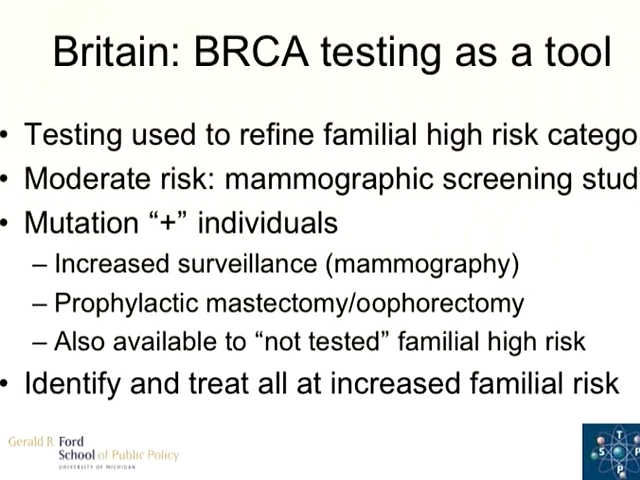 Britain: BRCA testing as a tool
• Testing used to refine familial high risk catego
• Moderate risk: mammographic screening stud
• Mutation “+” individuals
– Increased surveillance (mammography)
– Prophylactic mastectomy/oophorectomy
– Also available to “not tested” familial high risk
• Identify and treat all at increased familial risk
Gerald R. Ford
School of Public Policy
UNIVERSITY OF MICHIGAN
T
S P
P